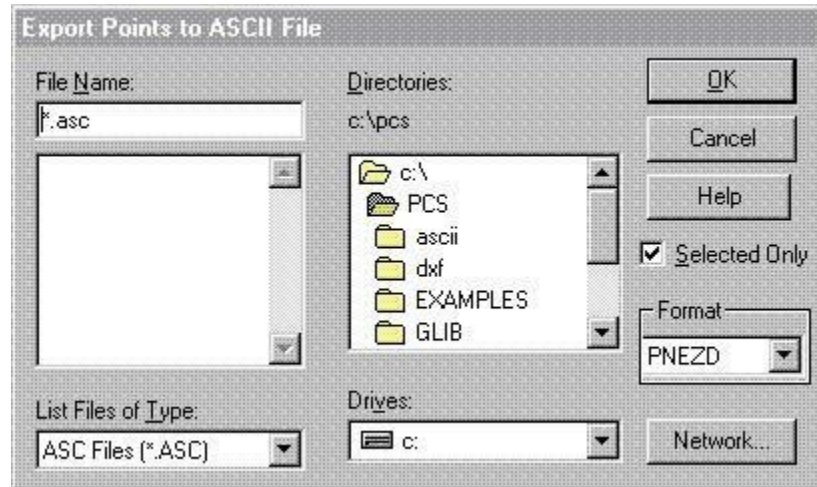 Export Points to ASCII File
File Name:
*.asc
List Files of Type:
ASC Files (*.ASC)
Directories:
c:\pcs
c:\
PCS
ascii
dxf
EXAMPLES
GLIB
Drives:
c:
OK
Cancel
Help
Selected Only
Format
PNEZD
Network...